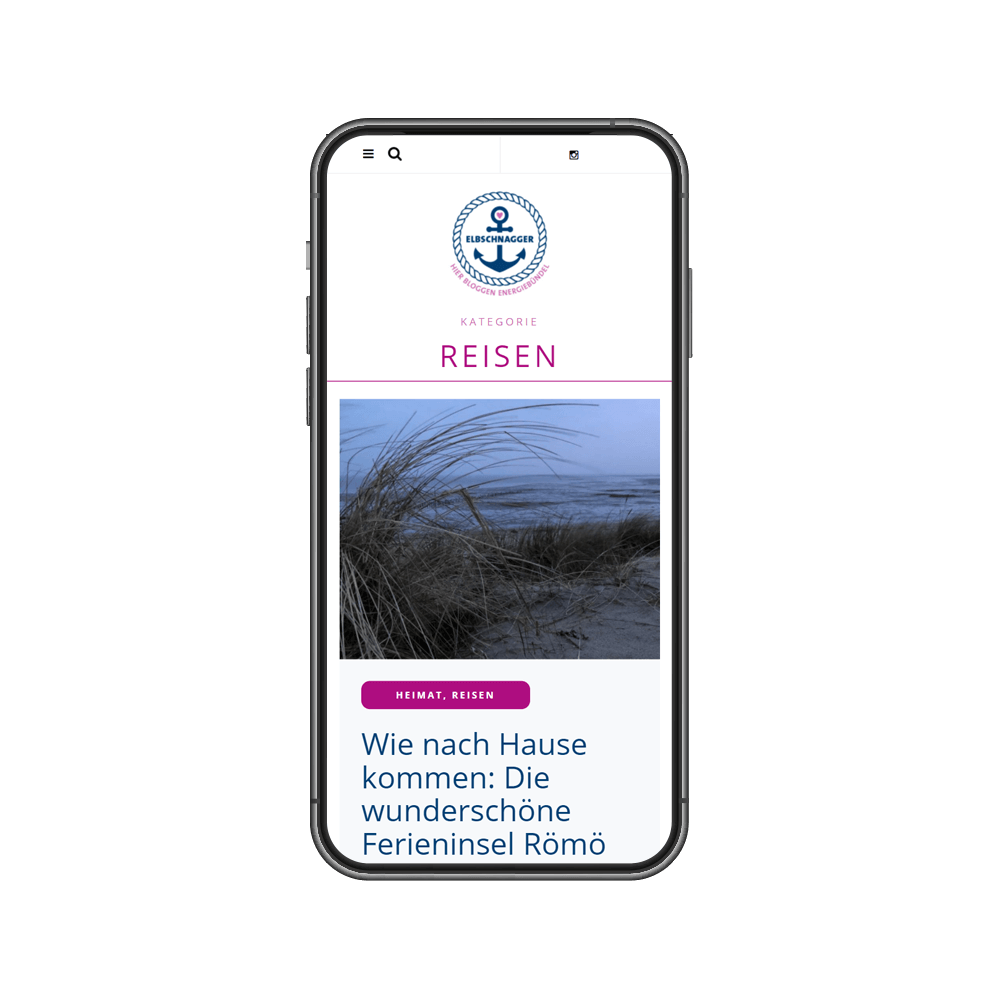 ELBSCHNAGGER
HIER BLOGGEN ENERGIEBÜNDEL
KATEGORIE
REISEN
HEIMAT, REISEN
Wie nach Hause
kommen: Die
wunderschöne
Ferieninsel Römö